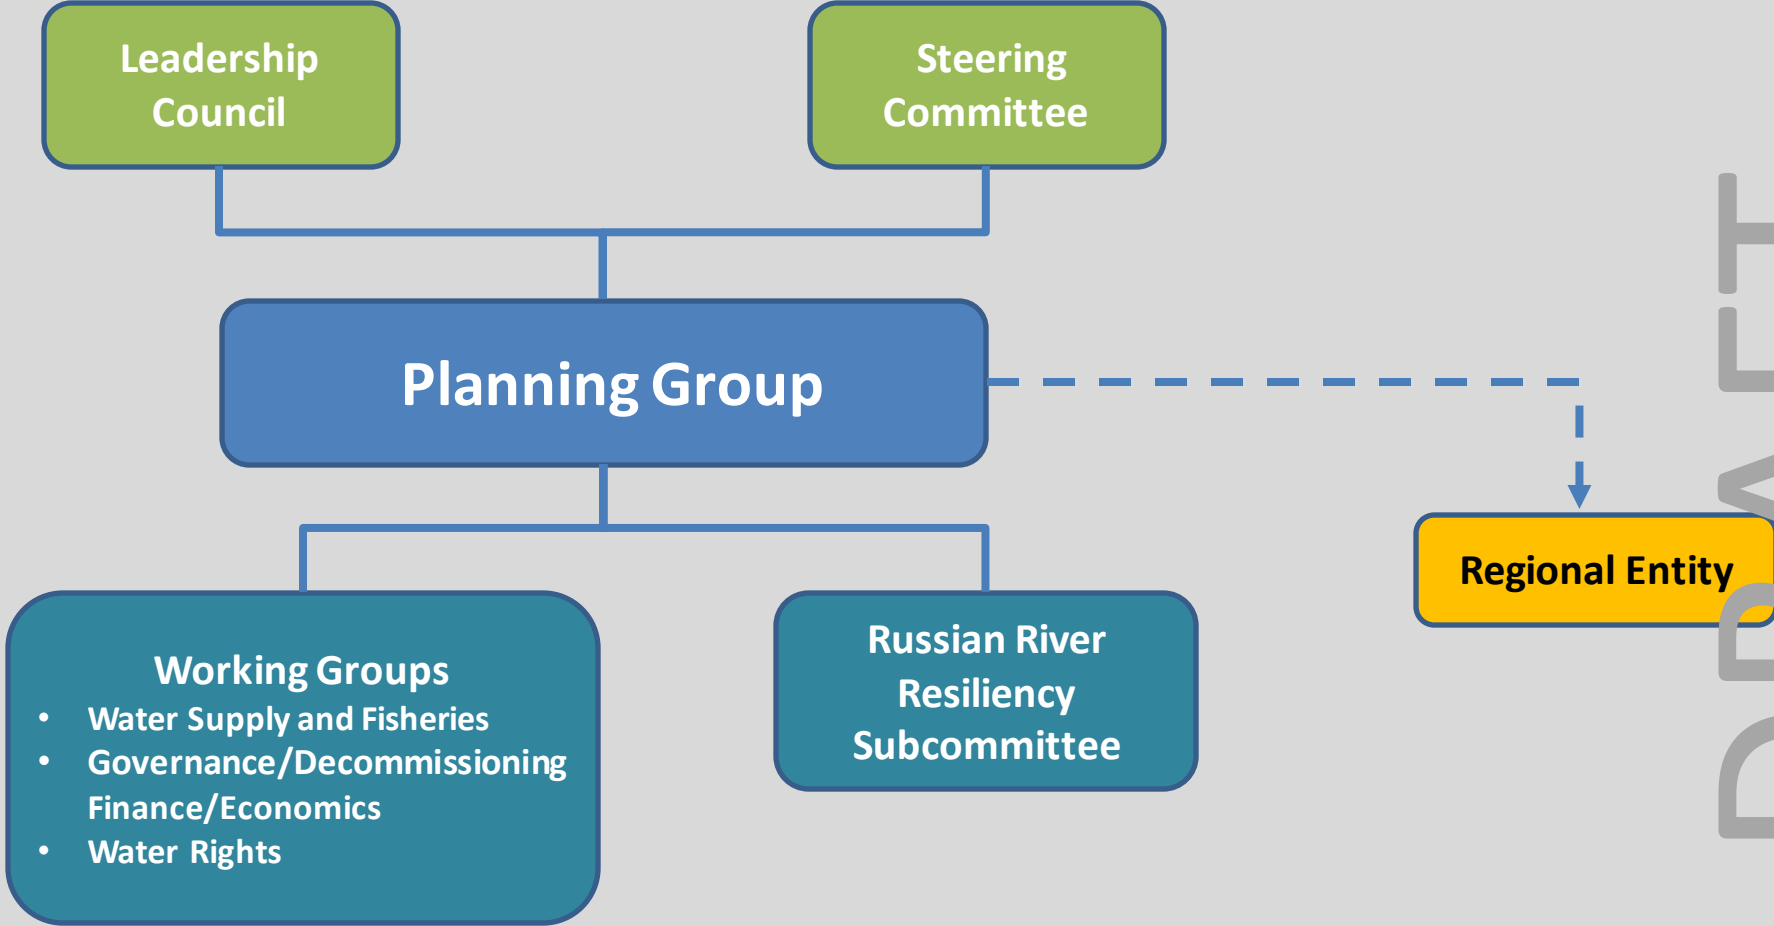 Leadership
Council
Steering
Committee
Planning Group
Regional Entity
Working Groups
• Water Supply and Fisheries
• Governance/Decommissioning
Finance/Economics
• Water Rights
Russian River
Resiliency
Subcommittee
DRAFT